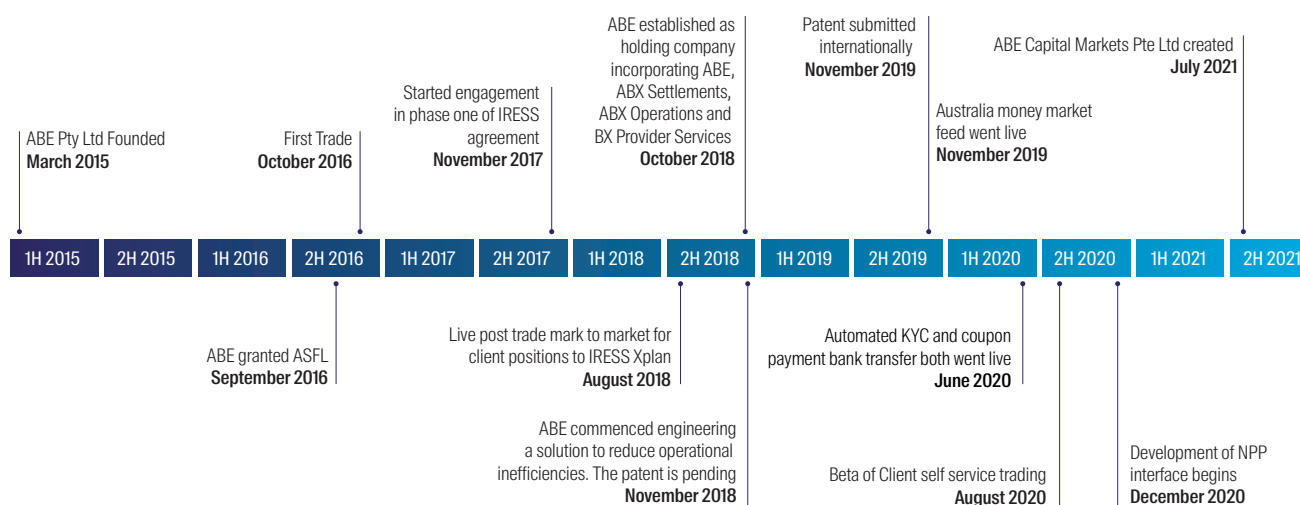 ABE Pty Ltd Founded
March 2015
First Trade
October 2016
Started engagement
in phase one of IRESS
agreement
November 2017
ABE established as
holding company
incorporating ABE,
ABX Settlements,
ABX Operations and
BX Provider Services
October 2018
Patent submitted
internationally
November 2019
Australia money market
feed went live
November 2019
ABE Capital Markets Pte Ltd created
July 2021
1H 2015
2H 2015
1H 2016
2H 2016
1H 2017
2H 2017
1H 2018
2H 2018
1H 2019
2H 2019
1H 2020
2H 2020
1H 2021
2H 2021
ABE granted ASFL
September 2016
Live post trade mark to market for
client positions to IRESS Xplan
August 2018
ABE commenced engineering
a solution to reduce operational
inefficiencies. The patent is pending
November 2018
Automated KYC and coupon
payment bank transfer both went live
June 2020
Beta of Client self service trading
August 2020
Development of NPP
interface begins
December 2020